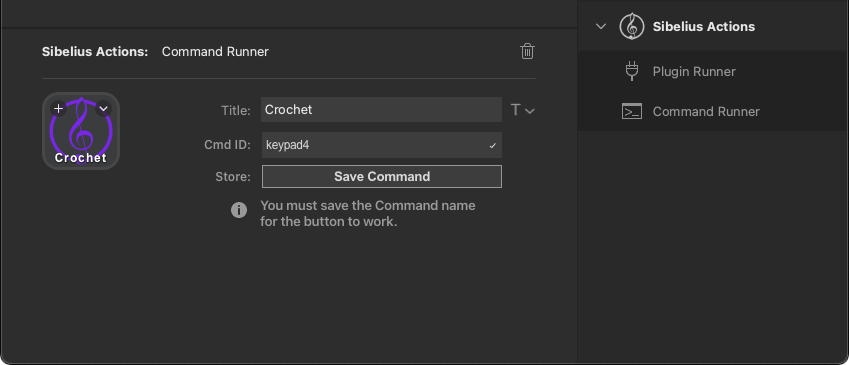 Sibelius Actions: Command Runner
Crochet
Title: Crochet T
Cmd ID: keypad4
Store: Save Command
You must save the Command name
for the button to work.
Sibelius Actions
Plugin Runner
Command Runner